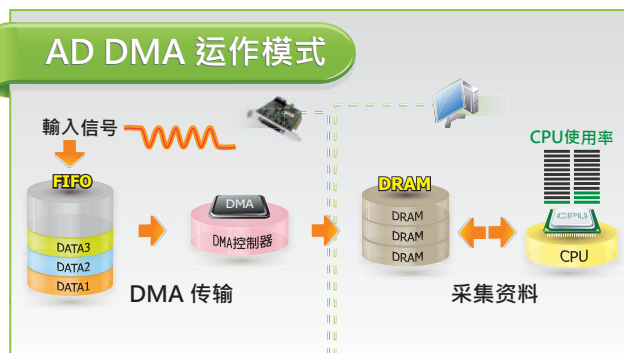 AD DMA 运作模式
輸入信号
CPU使用率
FIFO
DMA
DRAM
CPU
DATA3
DATA2
DATA1
DMA控制器
DRAM
DRAM
DRAM
CPU
DMA 传输
采集资料